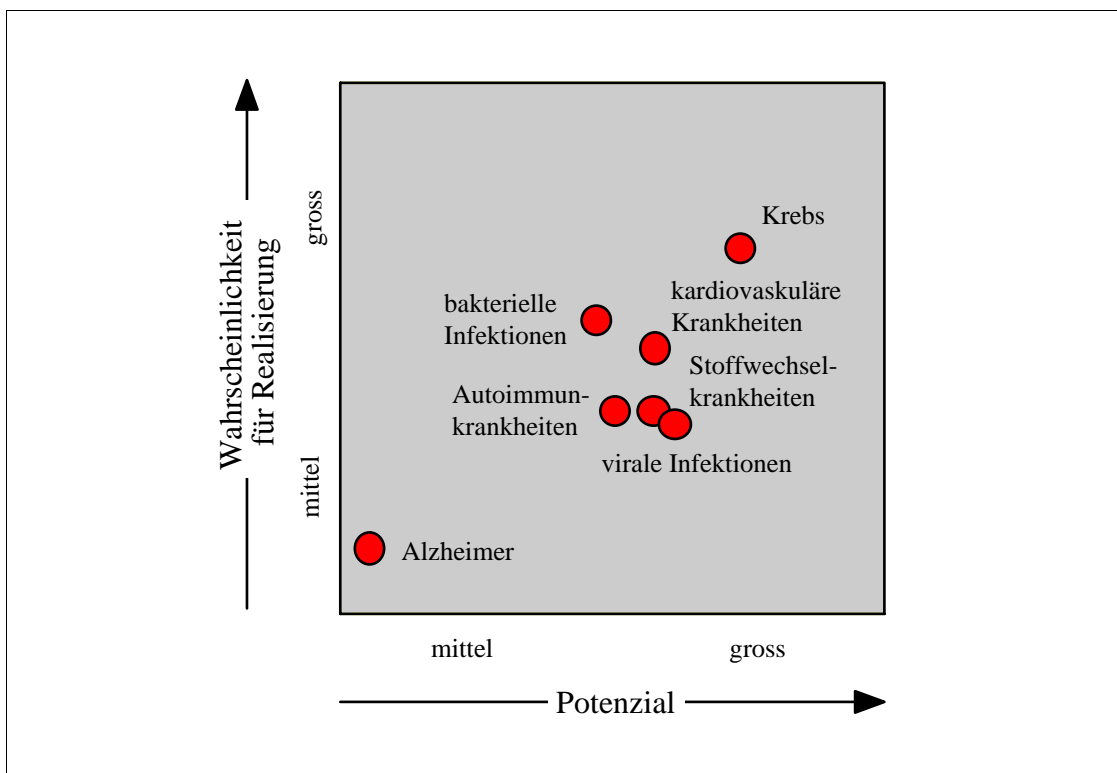 Wahrscheinlichkeit
für Realisierung
gross
mittel
Krebs
kardiovaskuläre
Krankheiten
bakterielle
Infektionen
Stoffwechsel-
krankheiten
Autoimmun-
krankheiten
virale Infektionen
Alzheimer
mittel
gross
Potenzial